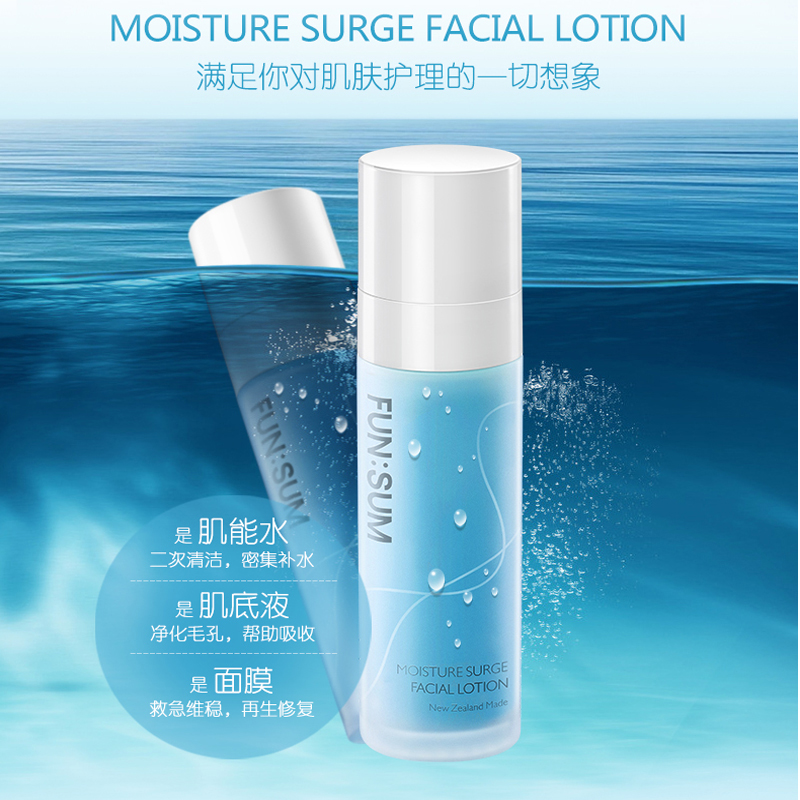 MOISTURE SURGE FACIAL LOTION
满足你对肌肤护理的一切想象
FUN:SUM
FUN:SUM
是 肌能水
二次清洁，密集补水
是 肌底液
净化毛孔，帮助吸收
是 面膜
救急维稳，再生修复
MOISTURE SURGE
FACIAL LOTION
New Zealand Made